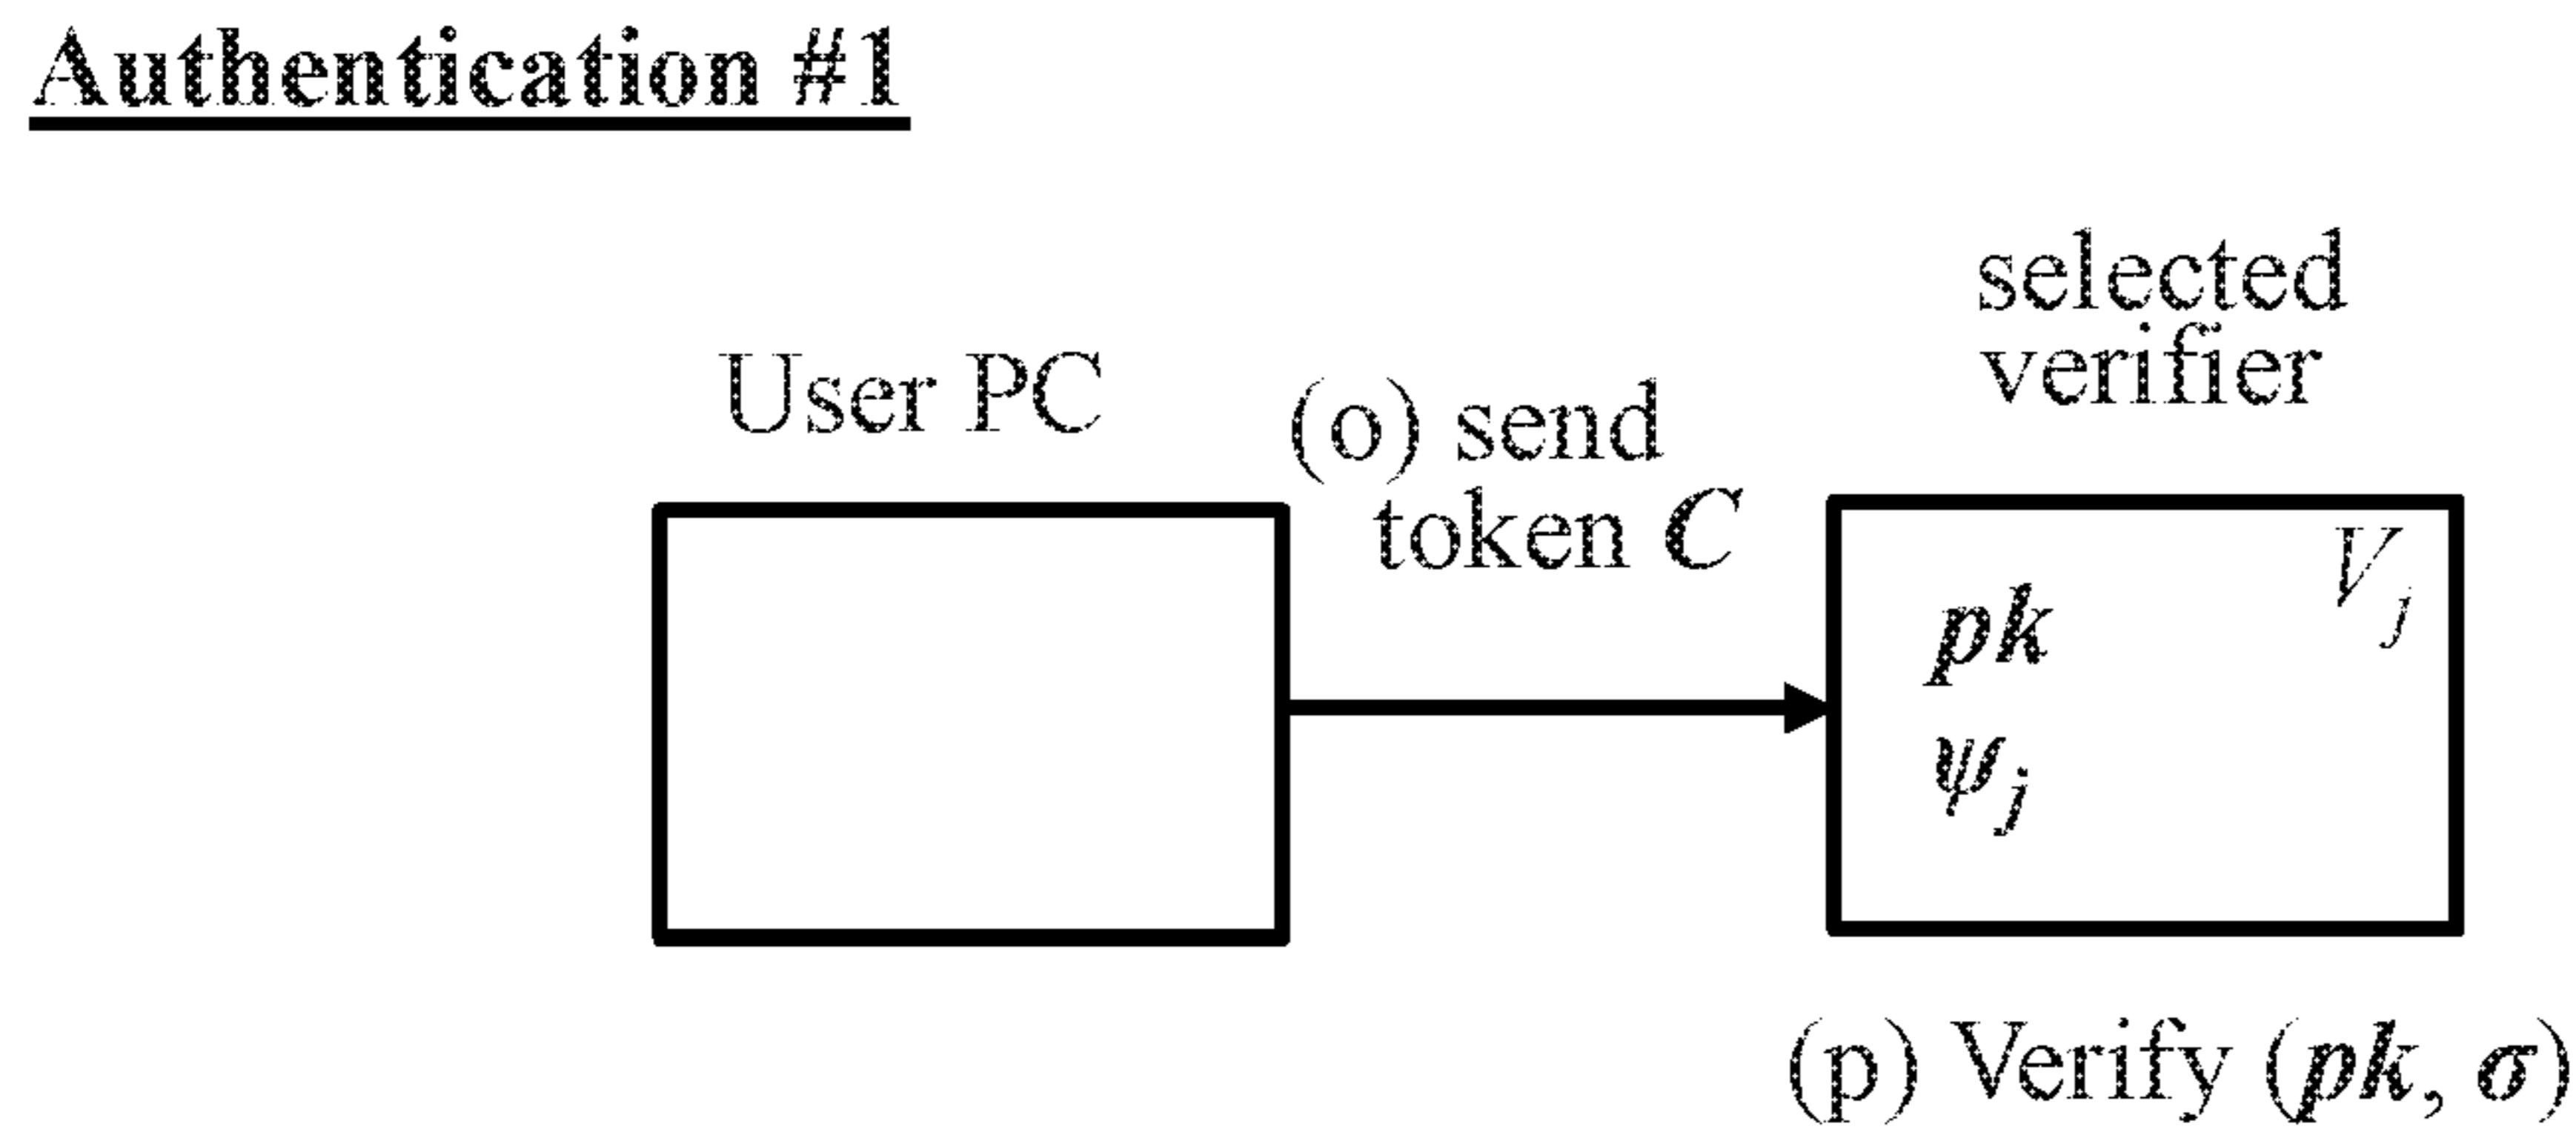 Authentication #1
User PC
(o) send
token C
selected
verifier
V_j
pk
ψ_j
(p) Verify (pk, σ)